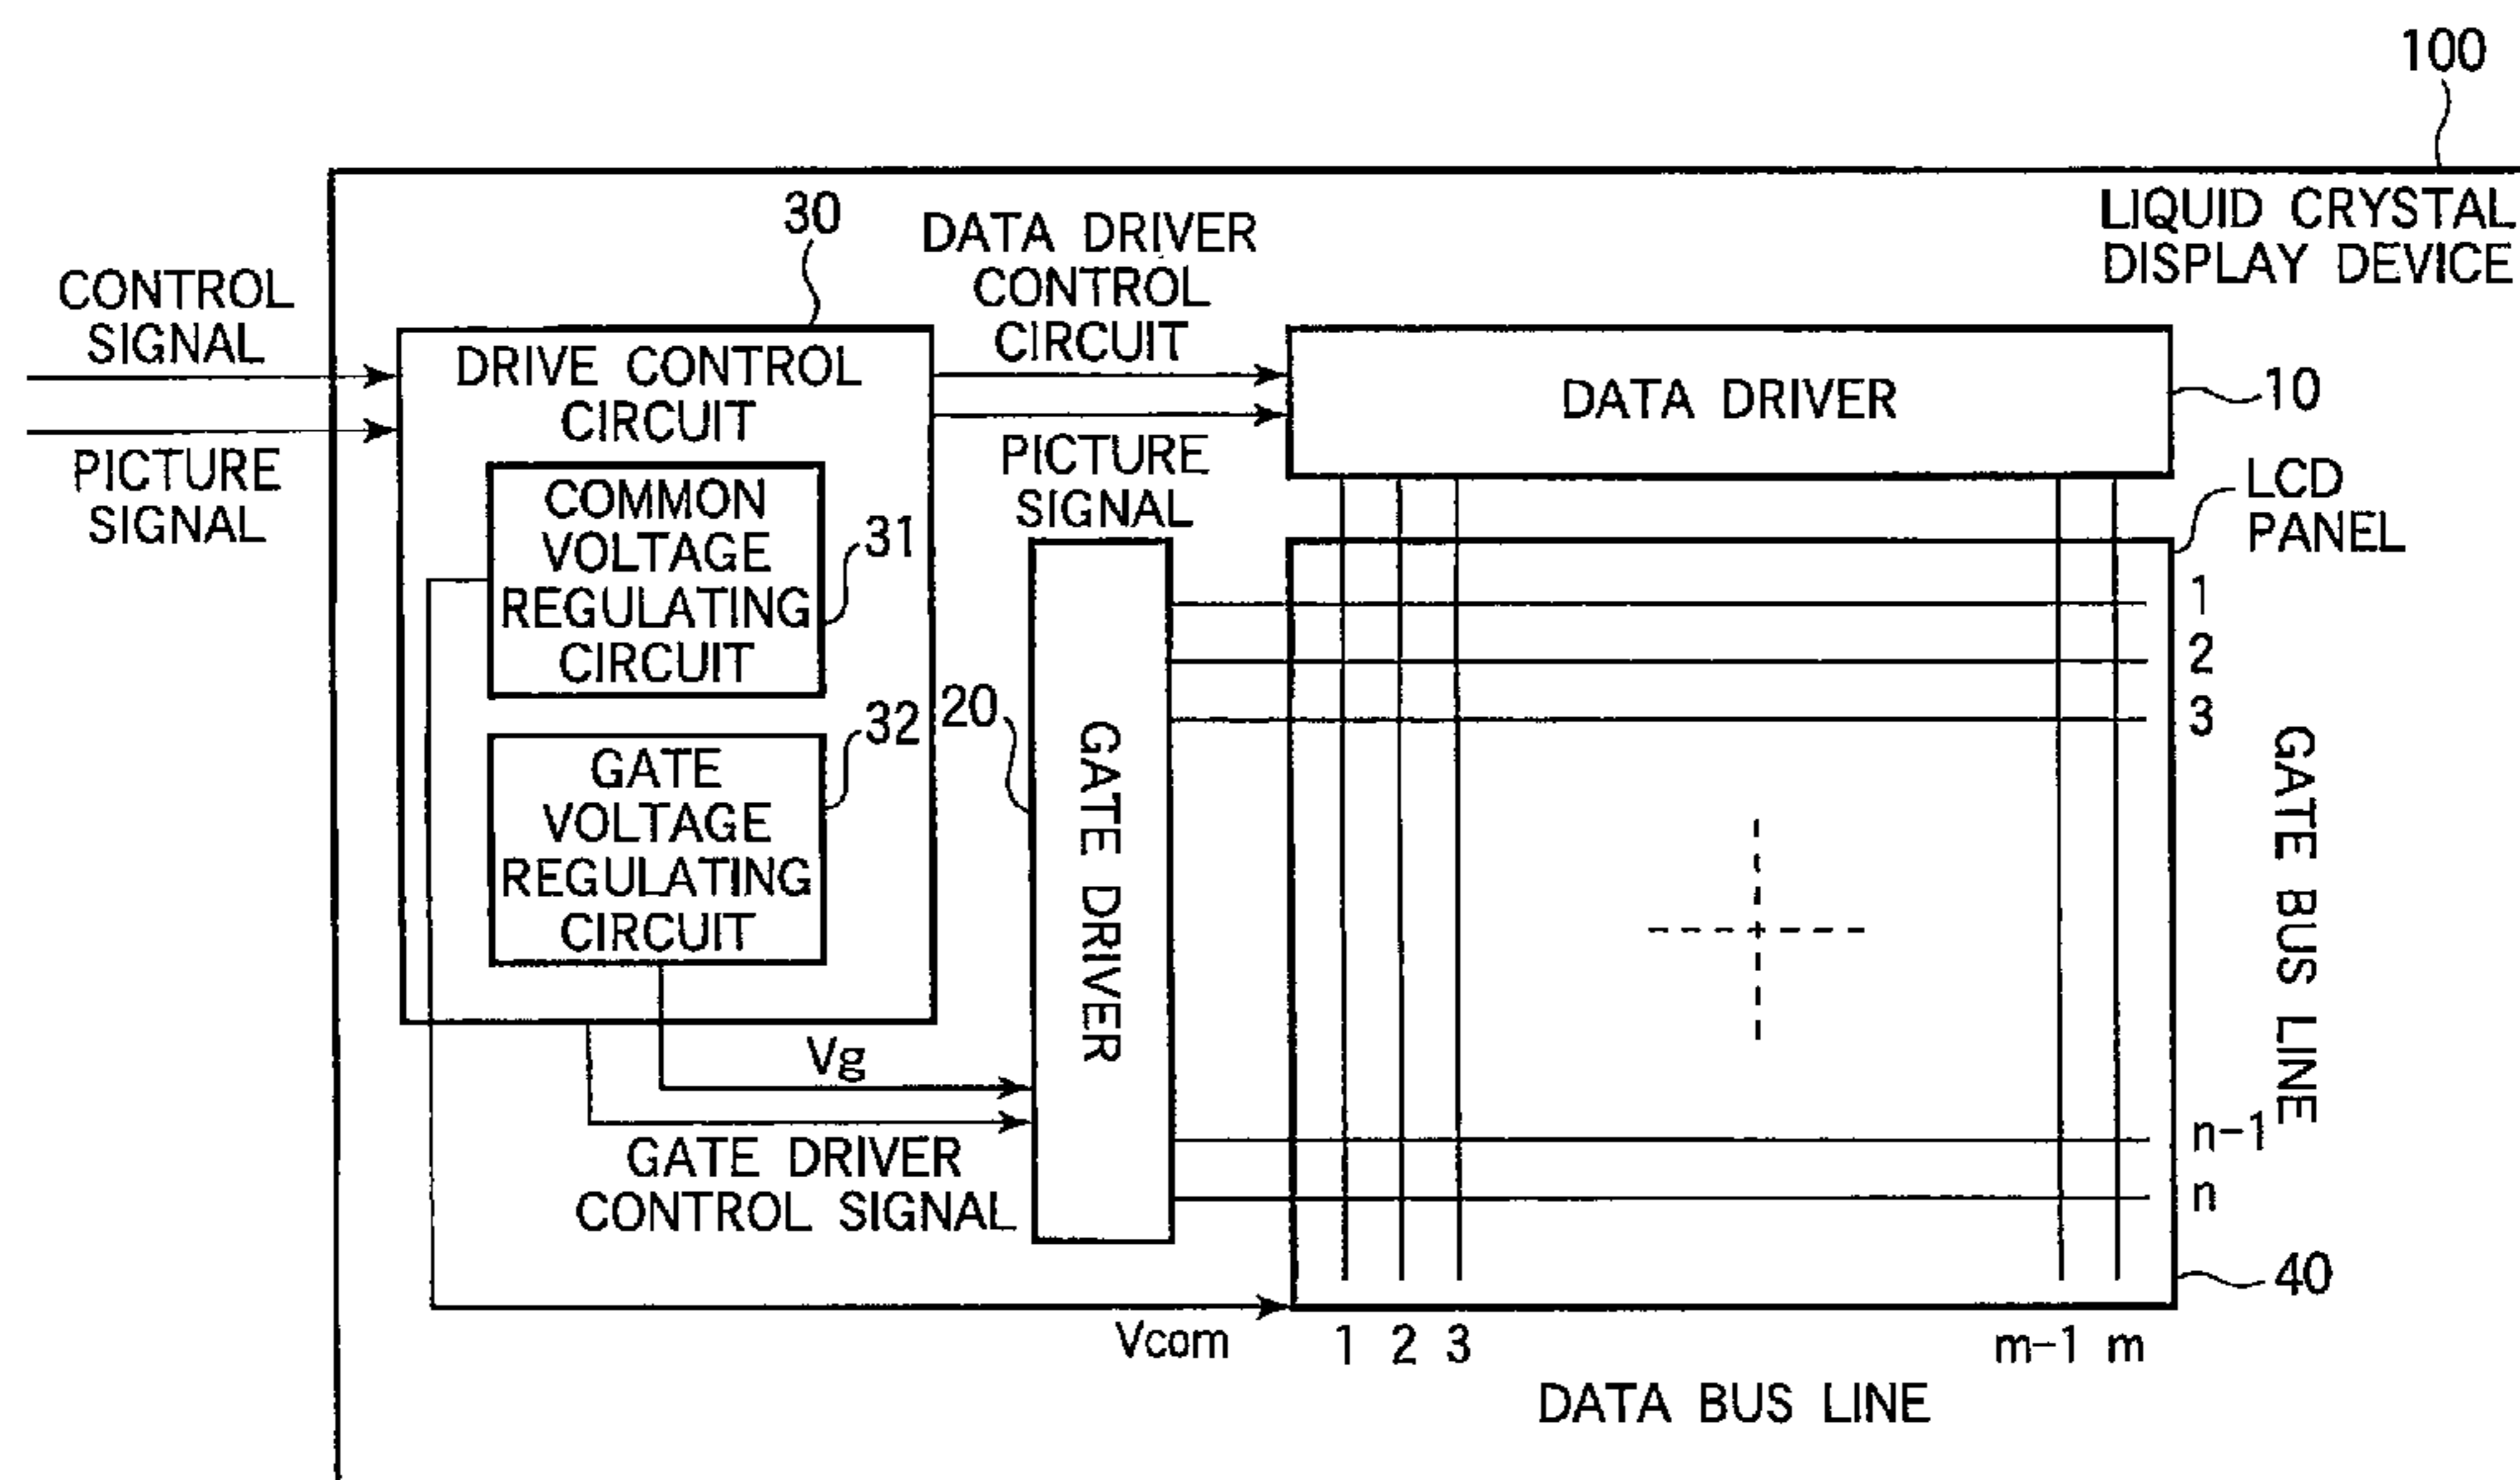 100
LIQUID CRYSTAL
DISPLAY DEVICE
30
DATA DRIVER
CONTROL
CIRCUIT
CONTROL
SIGNAL
PICTURE
SIGNAL
DRIVE CONTROL
CIRCUIT
COMMON
VOLTAGE
REGULATING
CIRCUIT
31
GATE
VOLTAGE
REGULATING
CIRCUIT
32
PICTURE
SIGNAL
DATA DRIVER
10
LCD
PANEL
20
GATE DRIVER
1
2
3
GATE BUS LINE
n-1
n
Vg
GATE DRIVER
CONTROL SIGNAL
40
Vcom
1 2 3 m-1 m
DATA BUS LINE